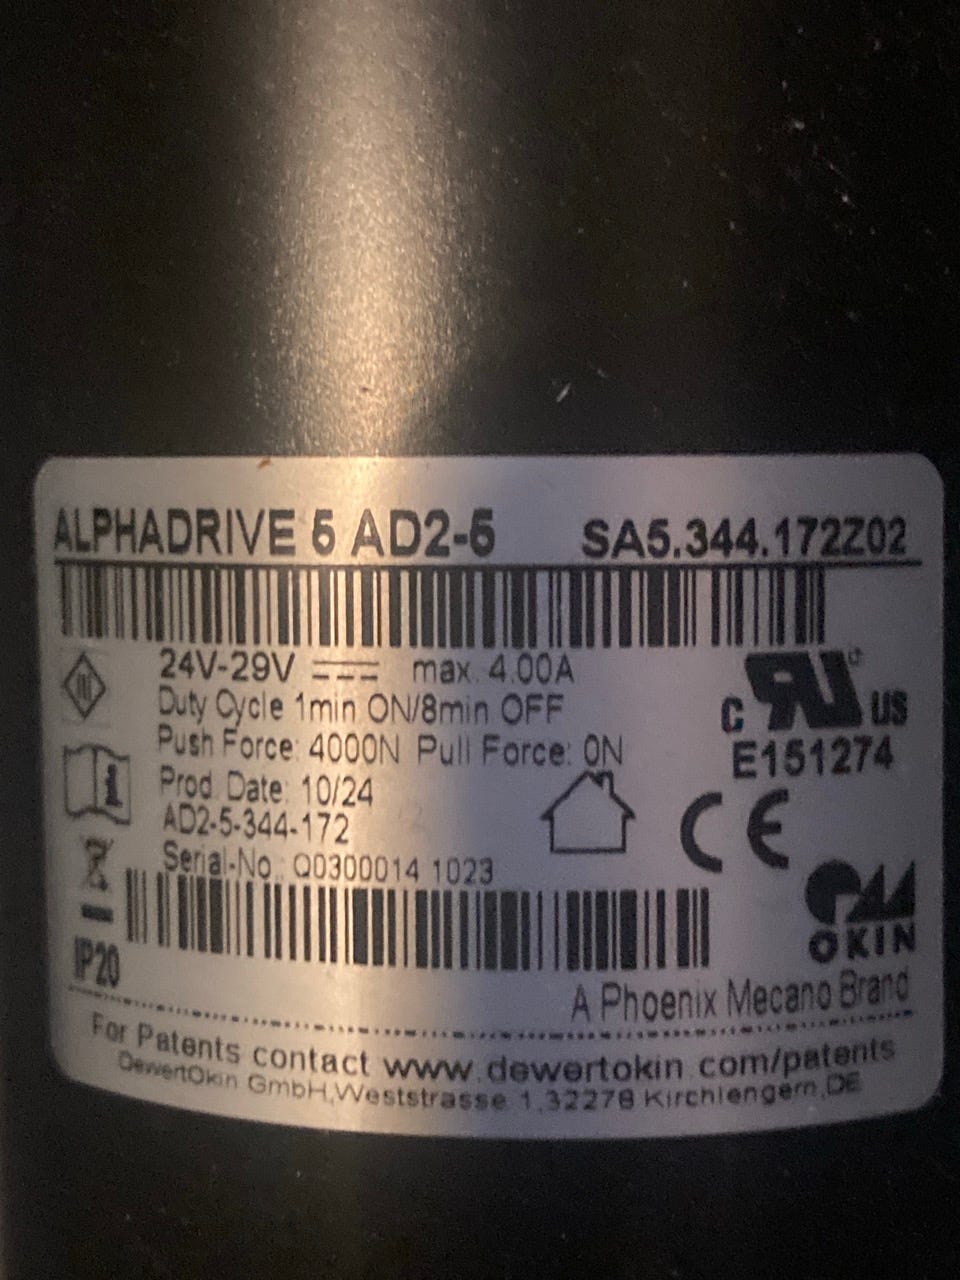 ALPHADRIVE 5 AD2-5 SA5.344.172Z02
24V-29V max. 4.00A
Duty Cycle 1min ON/8min OFF
Push Force: 4000N Pull Force: 0N
Prod. Date: 10/24
AD2-5-344-172
Serial-No.: Q0300014 1023
C RU US
E151274
CE
IP20
OKIN
A Phoenix Mecano Brand
For Patents contact www.dewertokin.com/patents
DewertOkin GmbH,Weststrasse 1,32278 Kirchlengern,DE